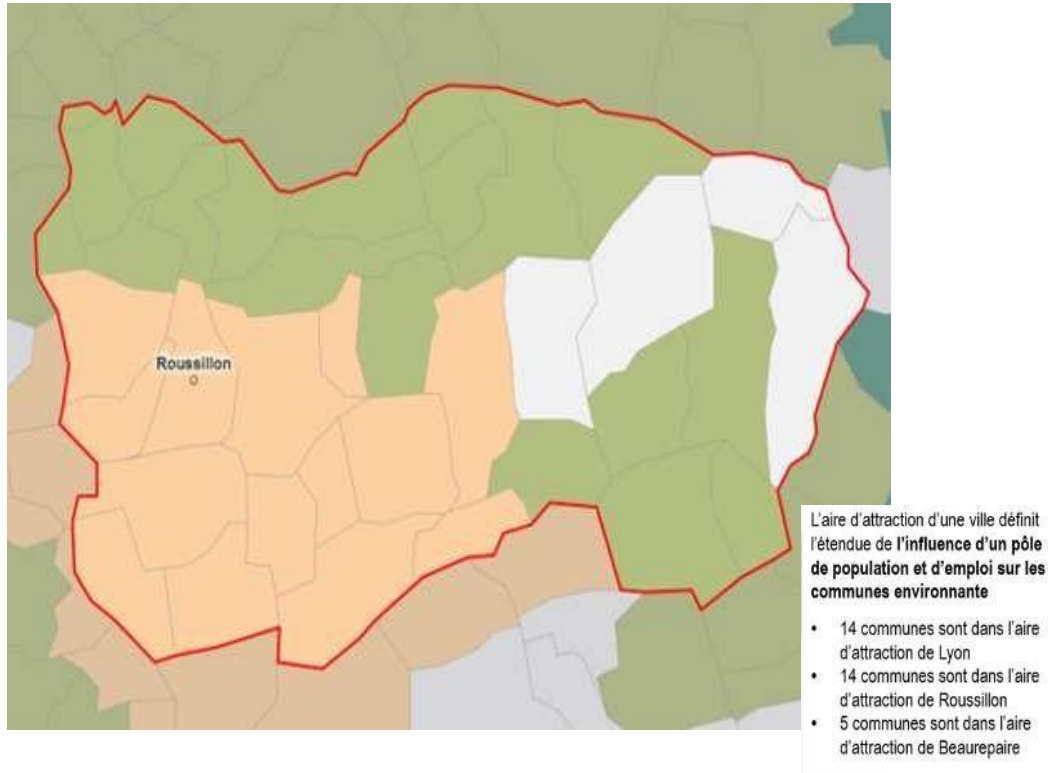 Roussillon
L'aire d'attraction d'une ville définit
l'étendue de l'influence d'un pôle
de population et d'emploi sur les
communes environnante
• 14 communes sont dans l'aire
d'attraction de Lyon
• 14 communes sont dans l'aire
d'attraction de Roussillon
• 5 communes sont dans l'aire
d'attraction de Beaurepaire